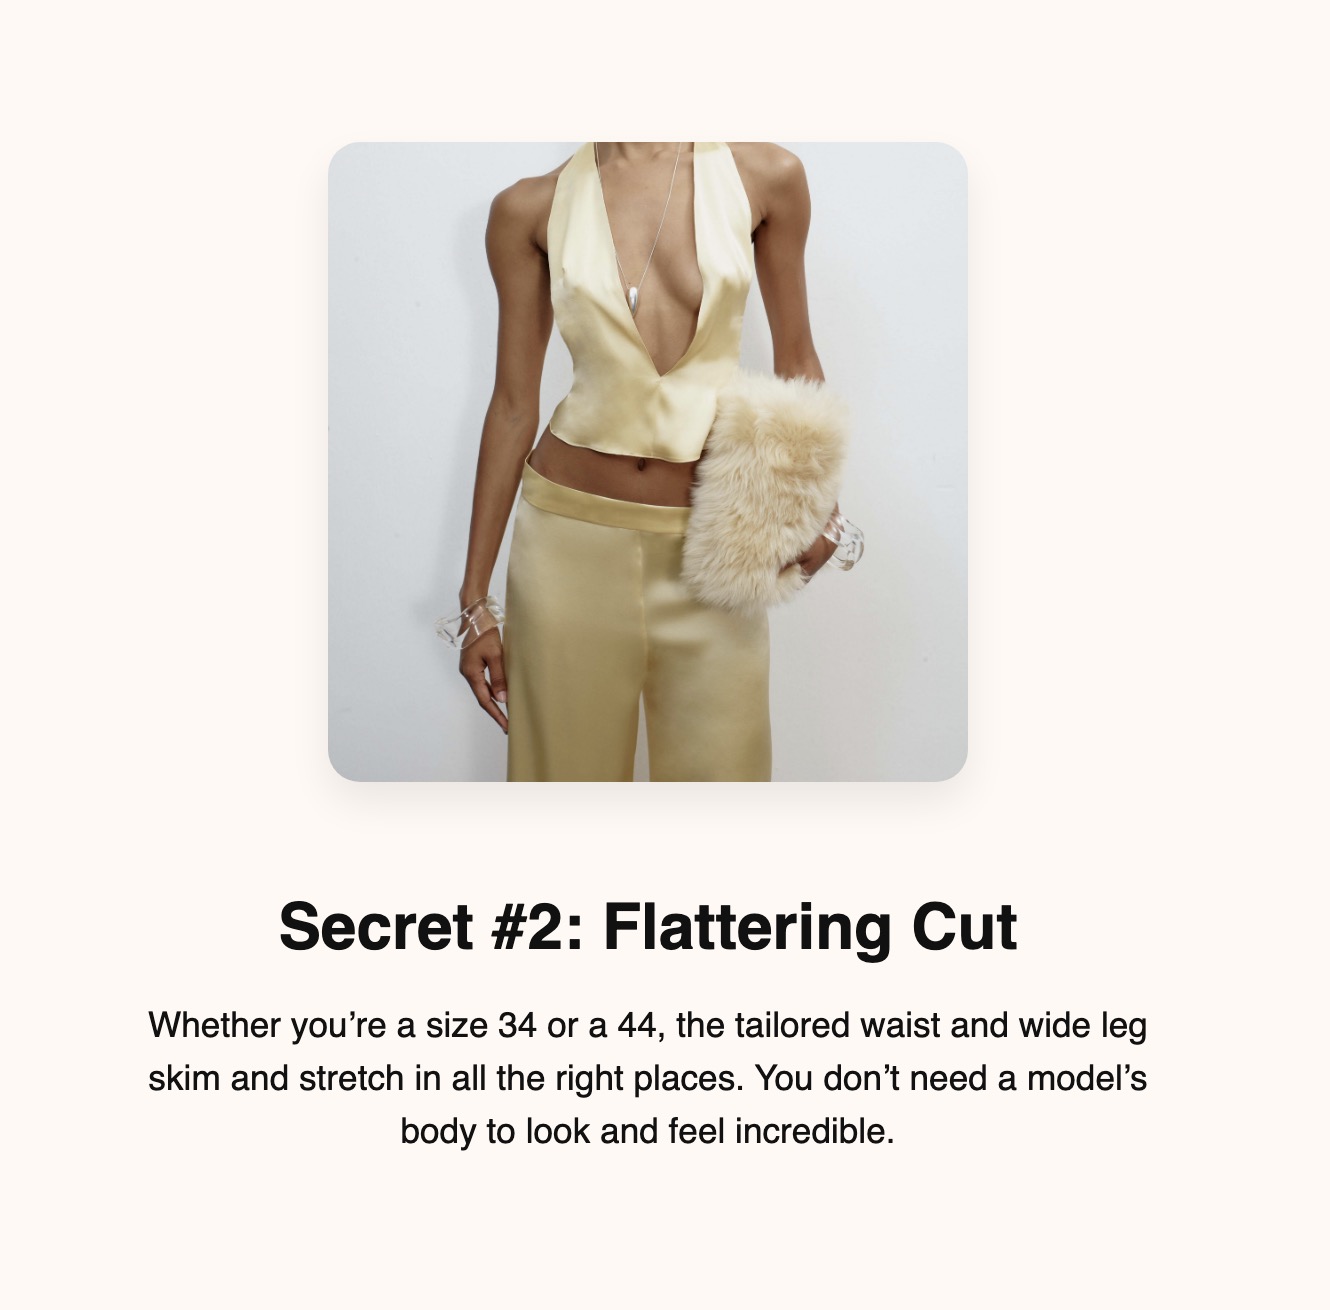 Secret #2: Flattering Cut
Whether you’re a size 34 or a 44, the tailored waist and wide leg
skim and stretch in all the right places. You don’t need a model’s
body to look and feel incredible.